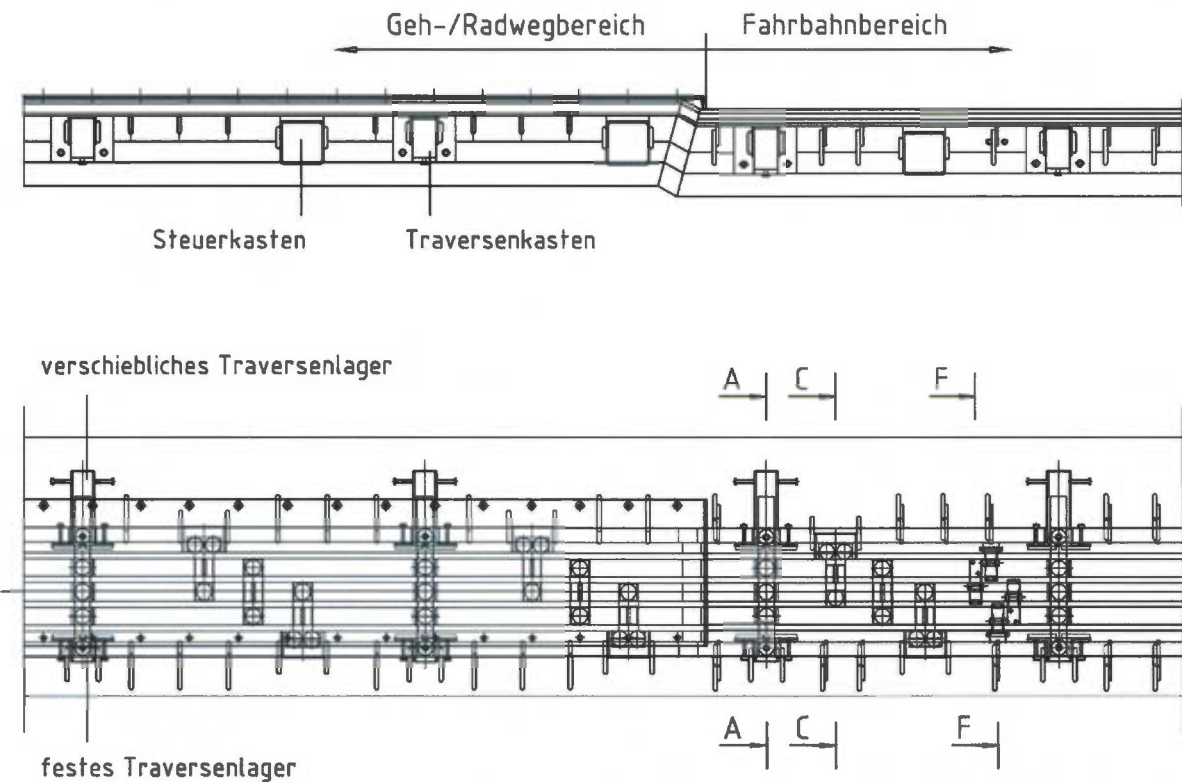 Geh-/Radwegbereich Fahrbahnbereich
Steuerkasten Traversenkasten
verschiebliches Traversenlager
A C F
A C F
festes Traversenlager